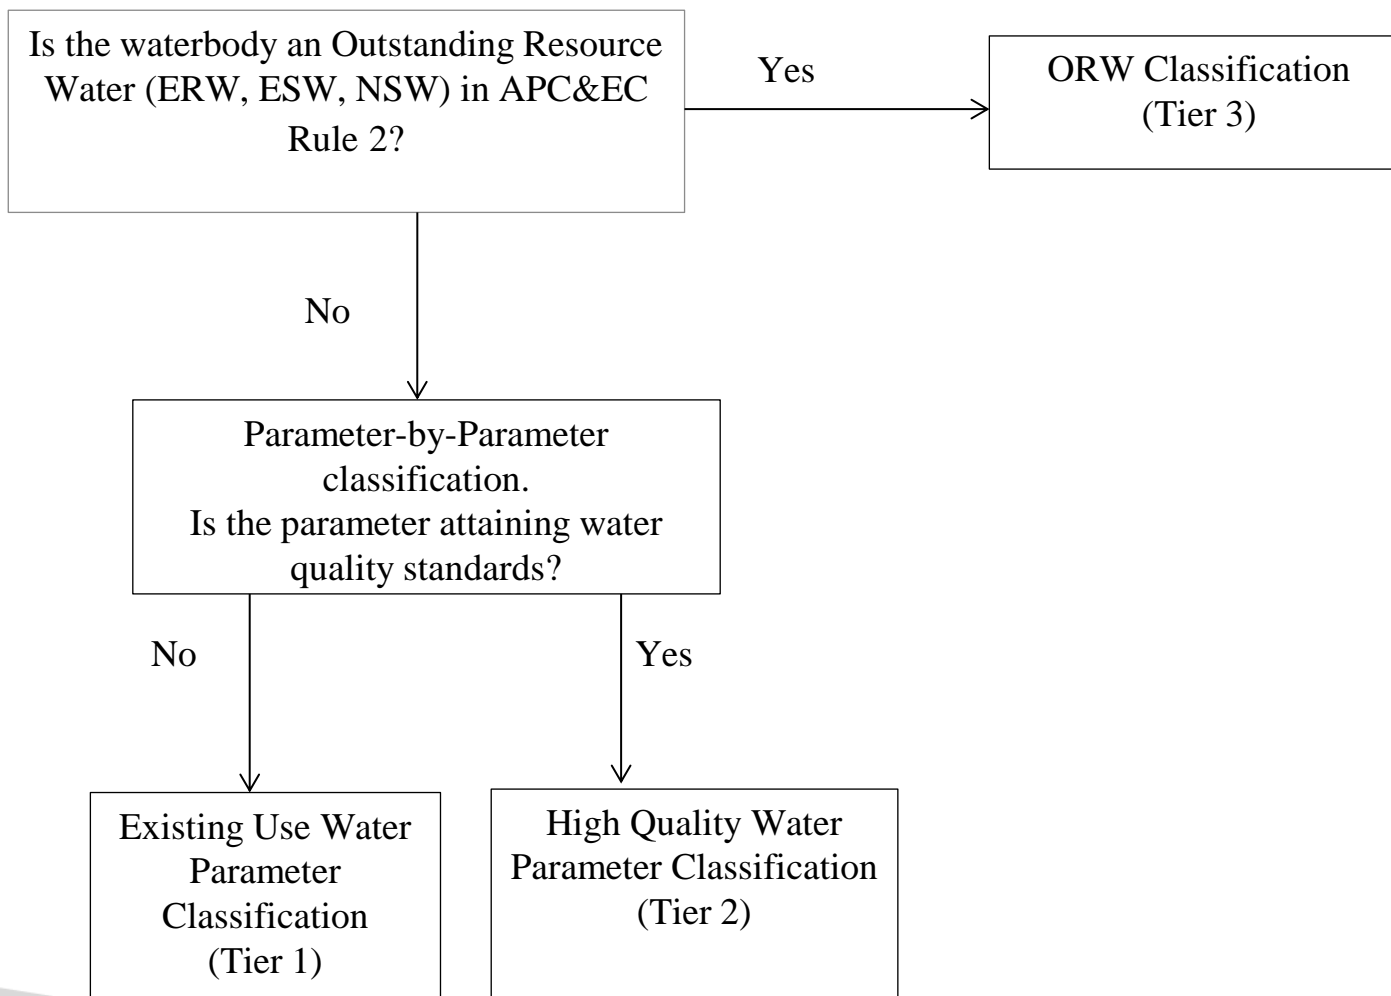 Is the waterbody an Outstanding Resource
Water (ERW, ESW, NSW) in APC&EC
Rule 2?
Yes
ORW Classification
(Tier 3)
No
Parameter-by-Parameter
classification.
Is the parameter attaining water
quality standards?
No
Yes
Existing Use Water
Parameter
Classification
(Tier 1)
High Quality Water
Parameter Classification
(Tier 2)